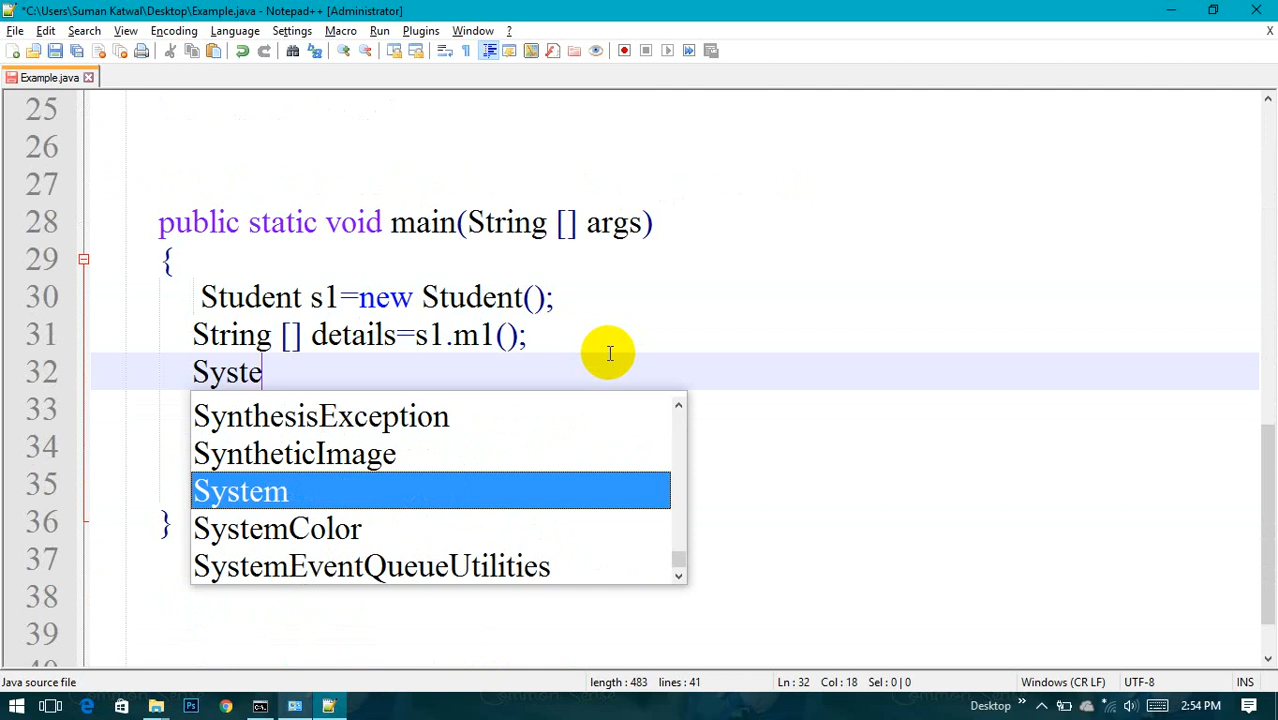 *C:\Users\Suman Katwal\Desktop\Example.java - Notepad++ [Administrator]
File Edit Search View Encoding Language Settings Macro Run Plugins Window ? X
Example.java
25
26
27
28 public static void main(String [] args)
29 {
30 Student s1=new Student();
31 String [] details=s1.m1();
32 Syste
33 SynthesisException
34 SyntheticImage
35 System
36 } SystemColor
37 SystemEventQueueUtilities
38
39
Java source file length : 483 lines : 41 Ln : 32 Col : 18 Sel : 0 | 0 Windows (CR LF) UTF-8 INS
Desktop 2:54 PM